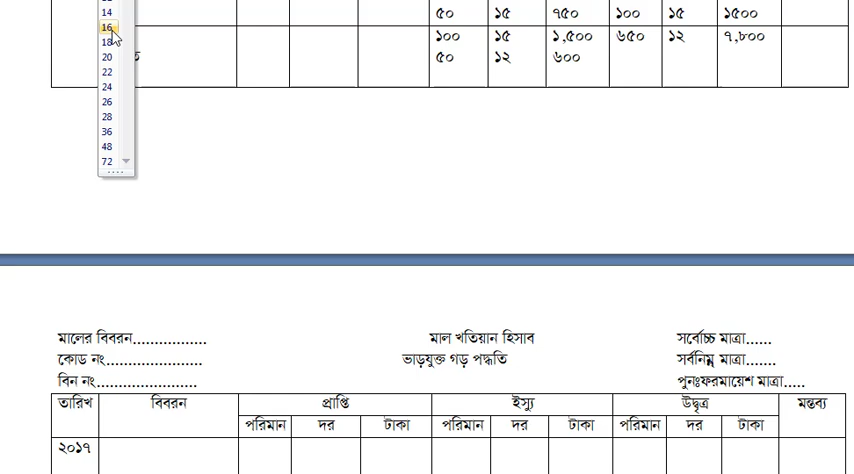 14
16
18
20
22
24
26
28
36
48
72
৫০ ১৫ ৭৫০ ১০০ ১৫ ১৫০০
১০০ ১৫ ১,৫০০ ৬৫০ ১২ ৭,৮০০
৫০ ১২ ৬০০
মালের বিবরন................. মাল খতিয়ান হিসাব সর্বোচ্চ মাত্রা......
কোড নং...................... ভাড়যুক্ত গড় পদ্ধতি সর্বনিম্ন মাত্রা.......
বিন নং....................... পুনঃফরমায়েশ মাত্রা.....
তারিখ বিবরন প্রাপ্তি ইস্যু উদ্বৃত্ত মন্তব্য
পরিমান দর টাকা পরিমান দর টাকা পরিমান দর টাকা
২০১৭